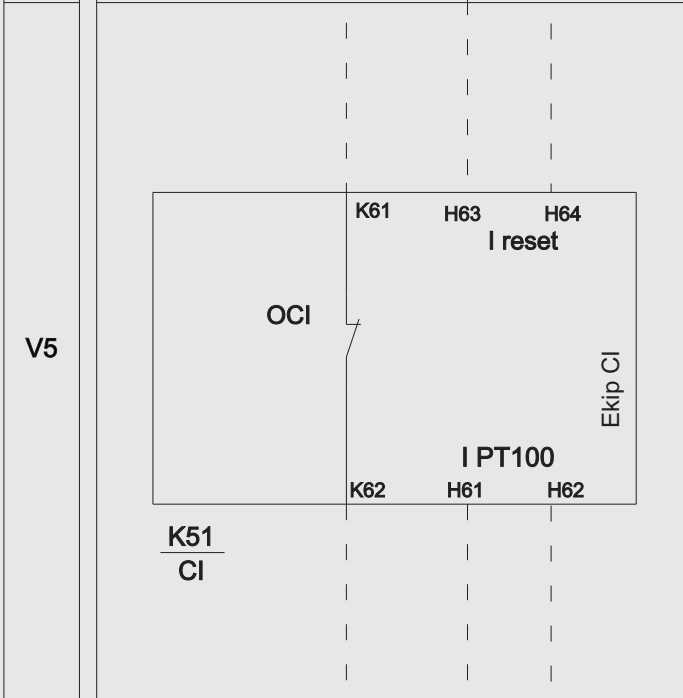 K61 H63 H64
I reset
OCI
V5
Ekip CI
I PT100
K62 H61 H62
K51
CI